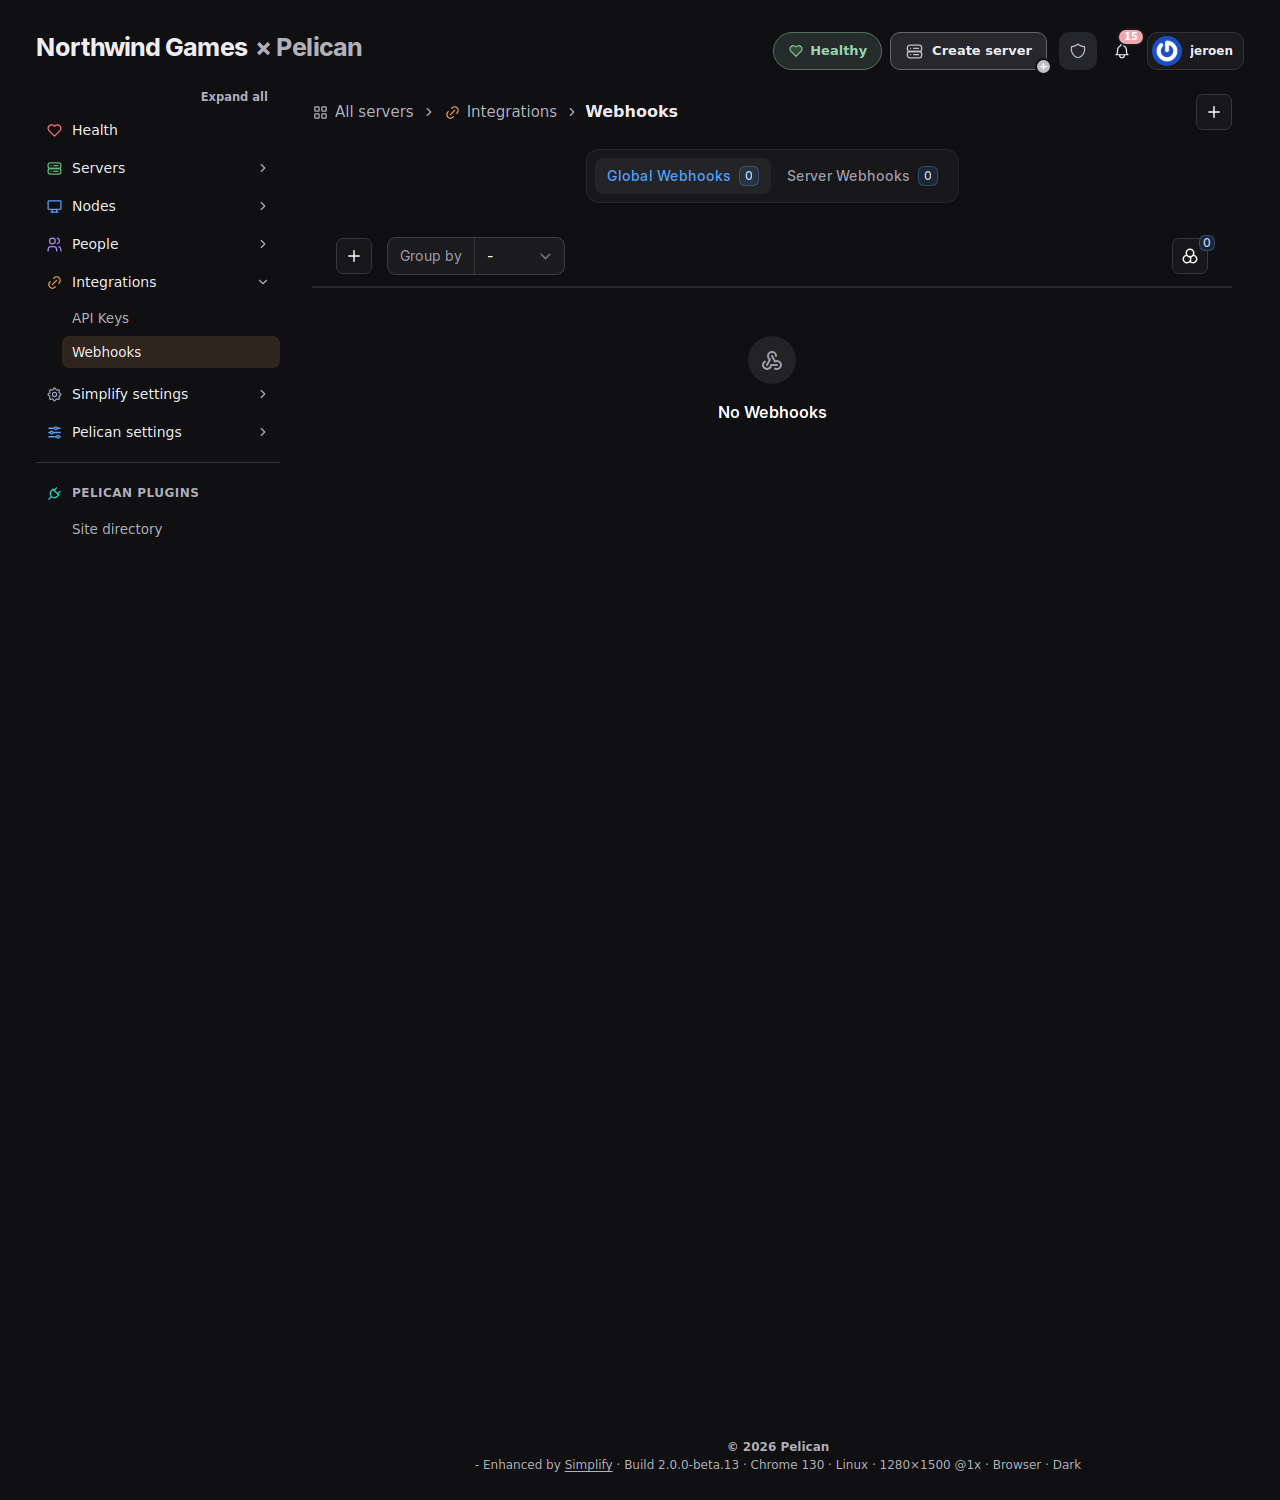 Northwind Games × Pelican
Healthy
Create server
15
jeroen
Expand all
Health
Servers
Nodes
People
Integrations
API Keys
Webhooks
Simplify settings
Pelican settings
PELICAN PLUGINS
Site directory
All servers > Integrations > Webhooks
Global Webhooks 0 Server Webhooks 0
Group by -
0
No Webhooks
© 2026 Pelican
- Enhanced by Simplify · Build 2.0.0-beta.13 · Chrome 130 · Linux · 1280×1500 @1x · Browser · Dark